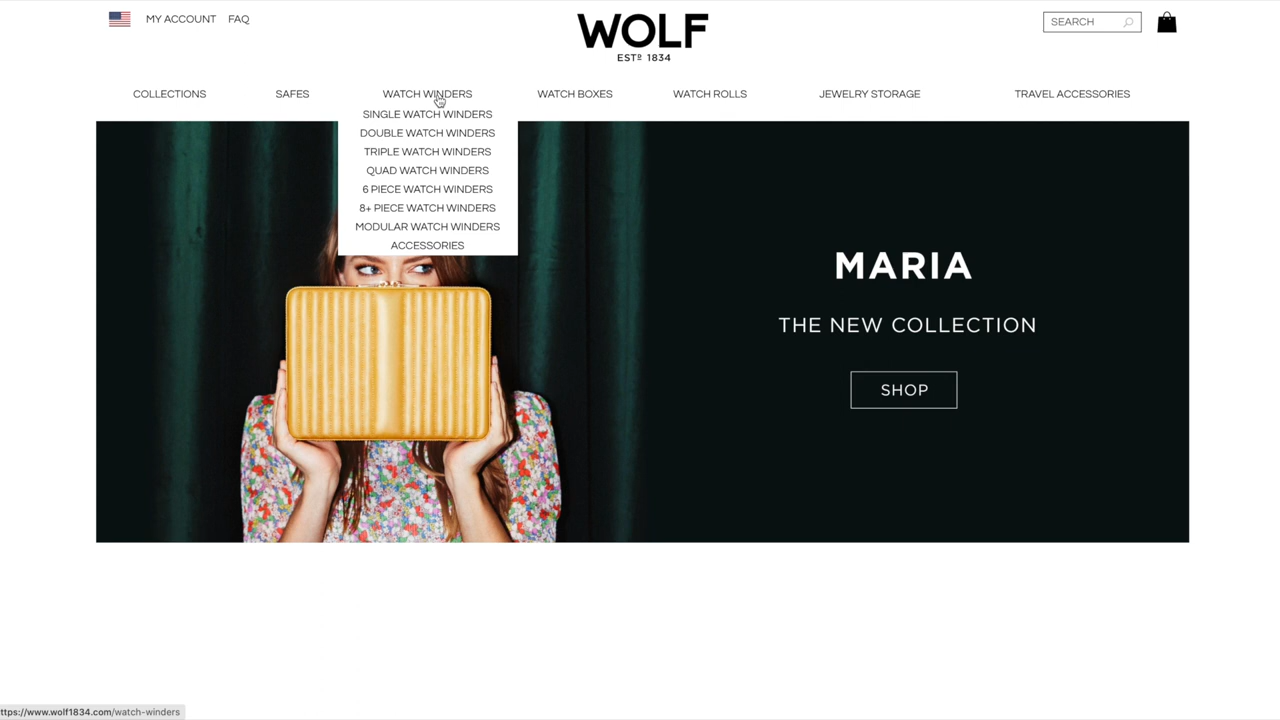 MY ACCOUNT FAQ
WOLF
ESTD 1834
SEARCH
COLLECTIONS SAFES WATCH WINDERS WATCH BOXES WATCH ROLLS JEWELRY STORAGE TRAVEL ACCESSORIES
SINGLE WATCH WINDERS
DOUBLE WATCH WINDERS
TRIPLE WATCH WINDERS
QUAD WATCH WINDERS
6 PIECE WATCH WINDERS
8+ PIECE WATCH WINDERS
MODULAR WATCH WINDERS
ACCESSORIES
MARIA
THE NEW COLLECTION
SHOP
ttps://www.wolf1834.com/watch-winders